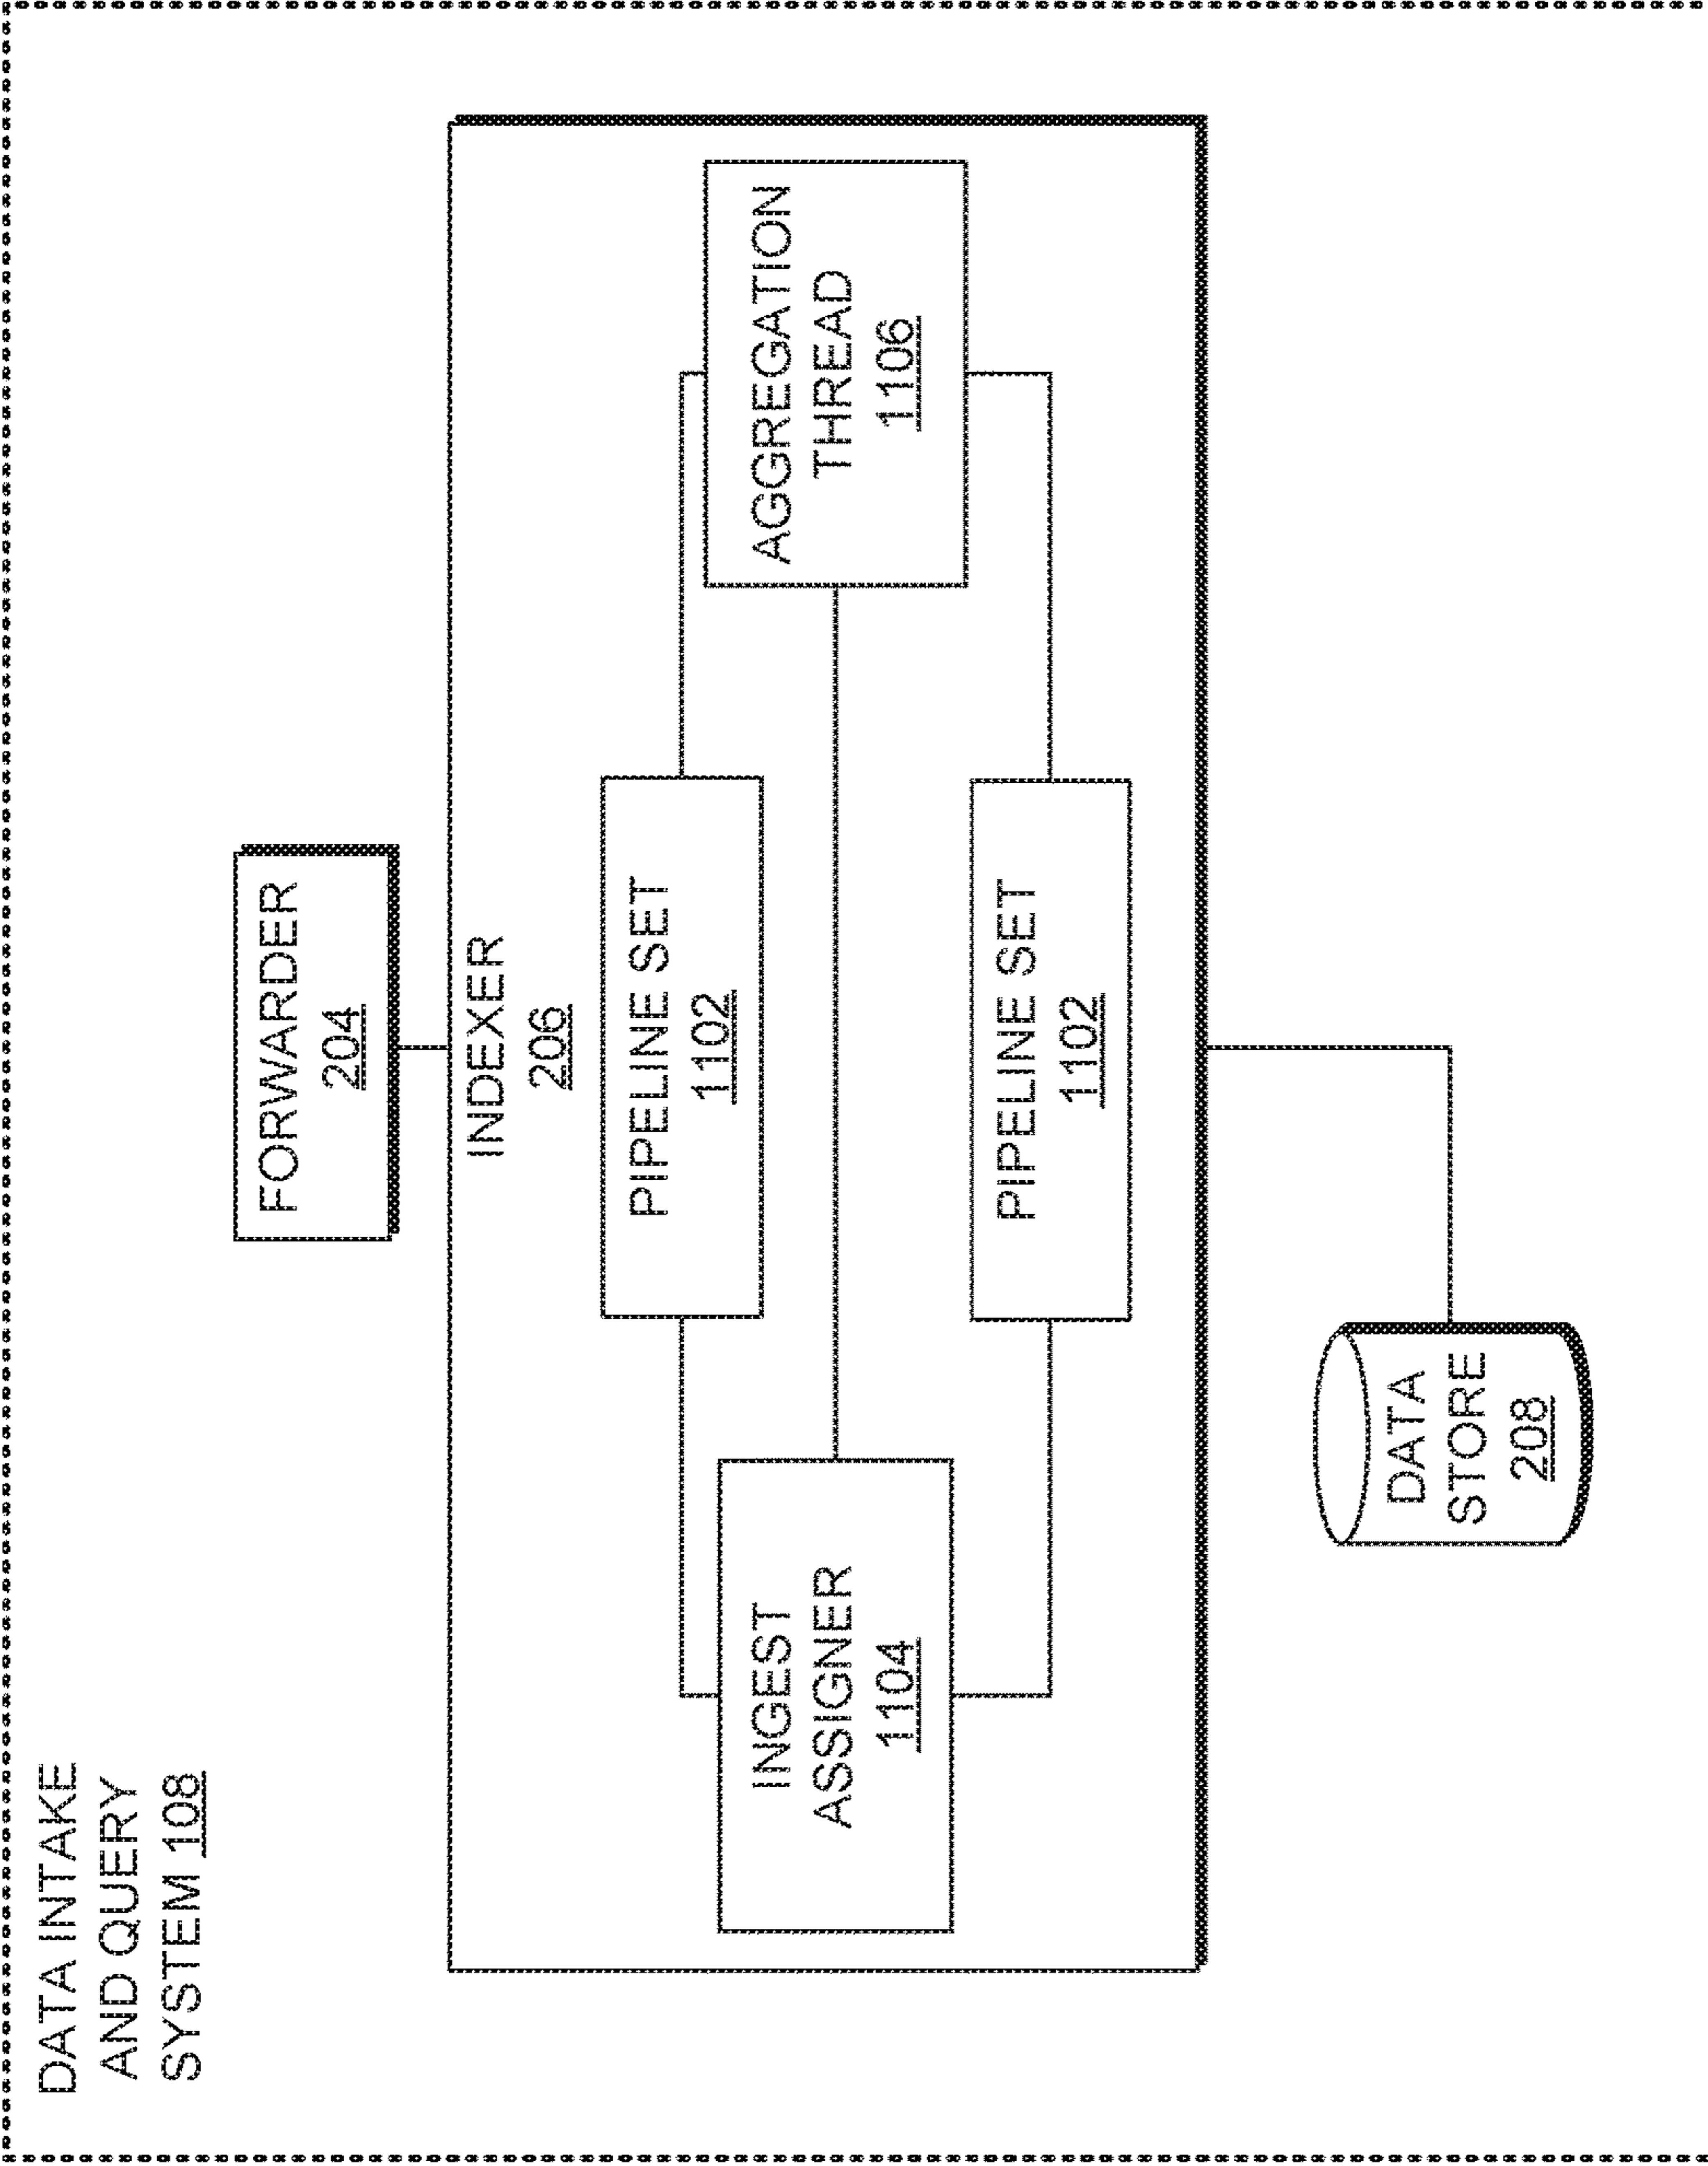 DATA INTAKE
AND QUERY
SYSTEM 108
FORWARDER
204
INDEXER
206
PIPELINE SET
1102
INGEST
ASSIGNER
1104
AGGREGATION
THREAD
1106
PIPELINE SET
1102
DATA
STORE
208